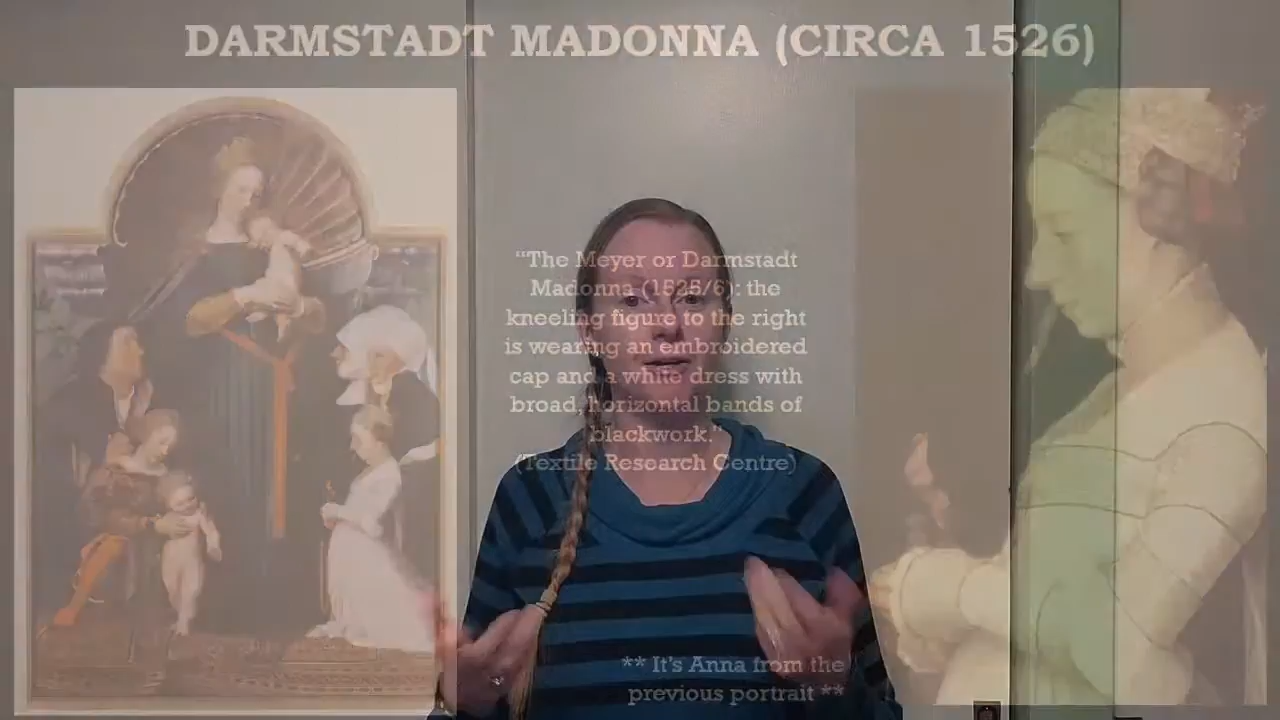 DARMSTADT MADONNA (CIRCA 1526)
“The Meyer or Darmstadt
Madonna (1525/6): the
kneeling figure to the right
is wearing an embroidered
cap and a white dress with
broad, horizontal bands of
blackwork.”
(Textile Research Centre)
** It’s Anna from the
previous portrait **